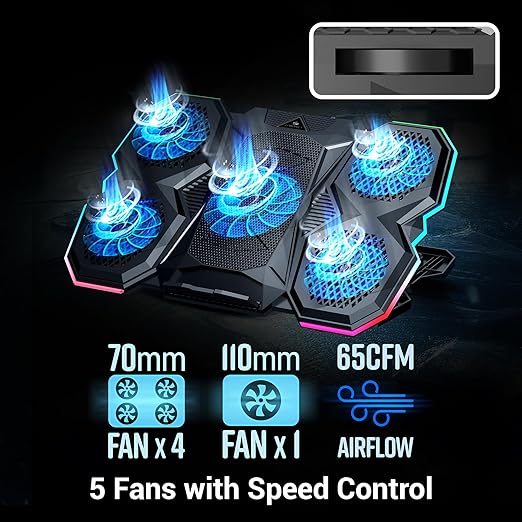 70mm
FAN x 4
110mm
FAN x 1
65CFM
AIRFLOW
5 Fans with Speed Control